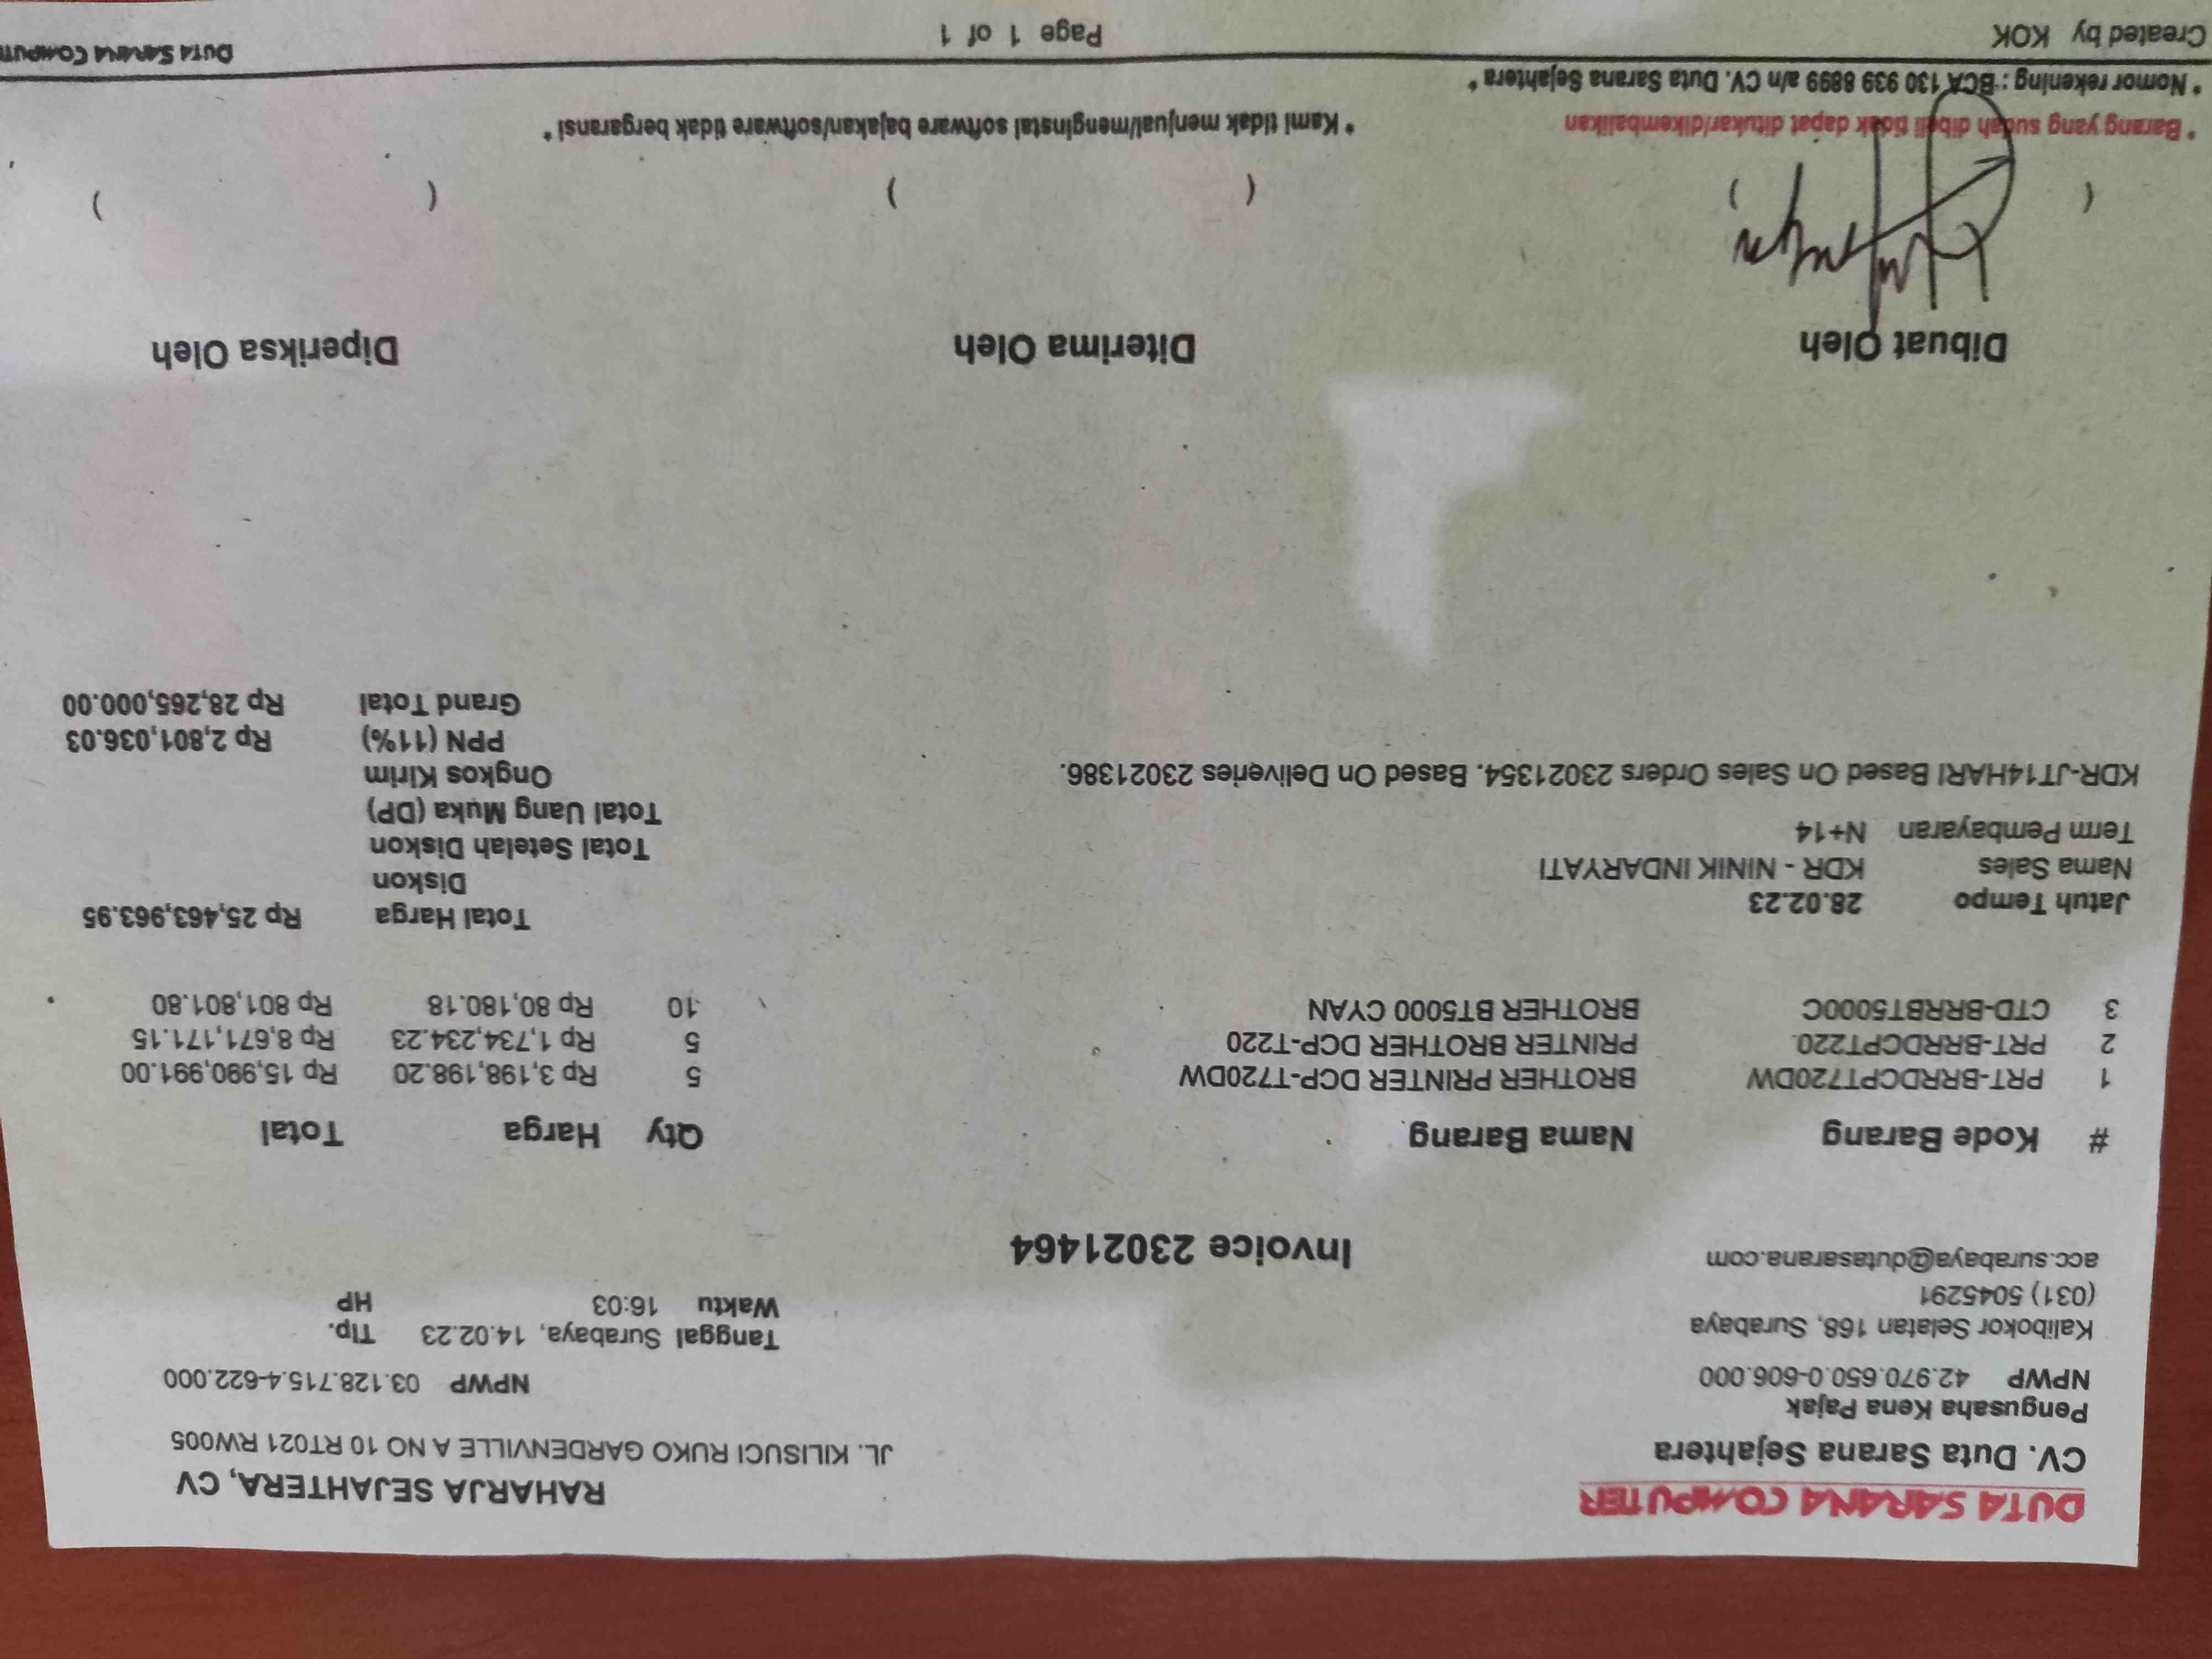 DUTA SARANA COMPUTER
CV. Duta Sarana Sejahtera
Pengusaha Kena Pajak
NPWP 42.970.650.0-606.000
Kalibokor Selatan 168, Surabaya
(031) 5045291
acc.surabaya@dutasarana.com
RAHARJA SEJAHTERA, CV
JL. KILISUCI RUKO GARDENVILLE A NO 10 RT021 RW005
NPWP 03.128.715.4-622.000
Tanggal Surabaya, 14.02.23 Tlp.
Waktu 16:03 HP
Invoice 23021464
# Kode Barang Nama Barang Qty Harga Total
1 PRT-BRRDCPT720DW BROTHER PRINTER DCP-T720DW 5 Rp 3,198,198.20 Rp 15,990,991.00
2 PRT-BRRDCPT220 PRINTER BROTHER DCP-T220 5 Rp 1,734,234.23 Rp 8,671,171.15
3 CTD-BRRBT5000C BROTHER BT5000 CYAN 10 Rp 80,180.18 Rp 801,801.80
Jatuh Tempo 28.02.23
Nama Sales KDR - NINIK INDARYATI
Term Pembayaran N+14
KDR-JT14HARI Based On Sales Orders 23021354. Based On Deliveries 23021386.
Total Harga Rp 25,463,963.95
Diskon
Total Setelah Diskon
Total Uang Muka (DP)
Ongkos Kirim
PPN (11%) Rp 2,801,036.03
Grand Total Rp 28,265,000.00
Dibuat Oleh Diterima Oleh Diperiksa Oleh
( ) ( ) ( )
* Barang yang sudah dibeli tidak dapat ditukar/dikembalikan * Kami tidak menjual/menginstal software bajakan/software tidak bergaransi *
* Nomor rekening : BCA 130 939 8899 a/n CV. Duta Sarana Sejahtera *
Created by KOK Page 1 of 1 DUTA SARANA COMPUT